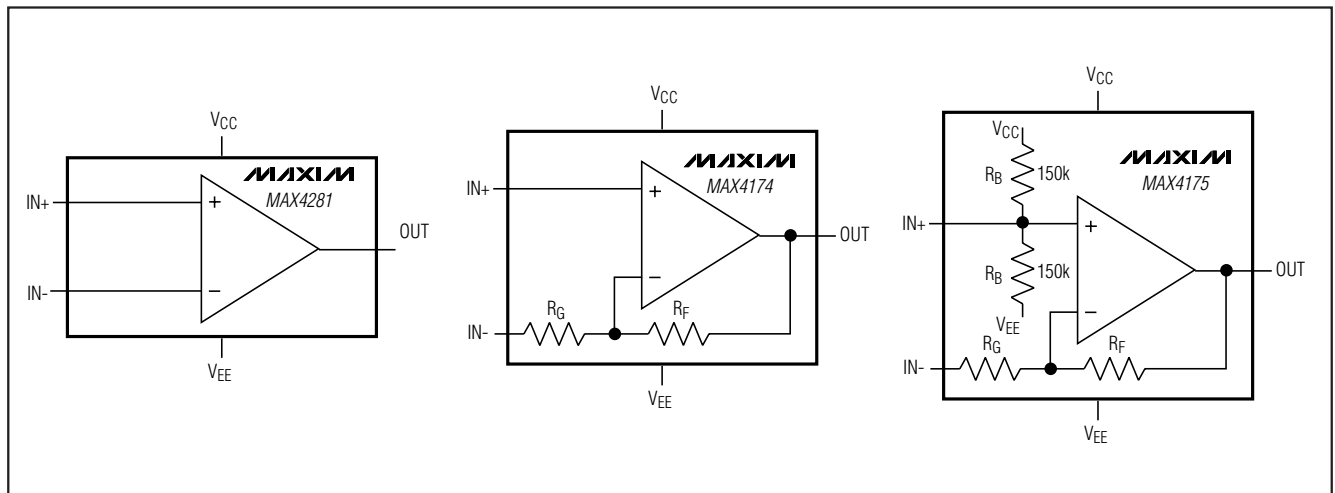 VCC
MAXIM
MAX4281
IN+
+
OUT
IN-
−
VEE
VCC
MAXIM
MAX4174
IN+
+
OUT
−
RG
RF
IN-
VEE
VCC
VCC
MAXIM
MAX4175
RB 150k
IN+
+
RB 150k
OUT
VEE
−
RG
RF
IN-
VEE